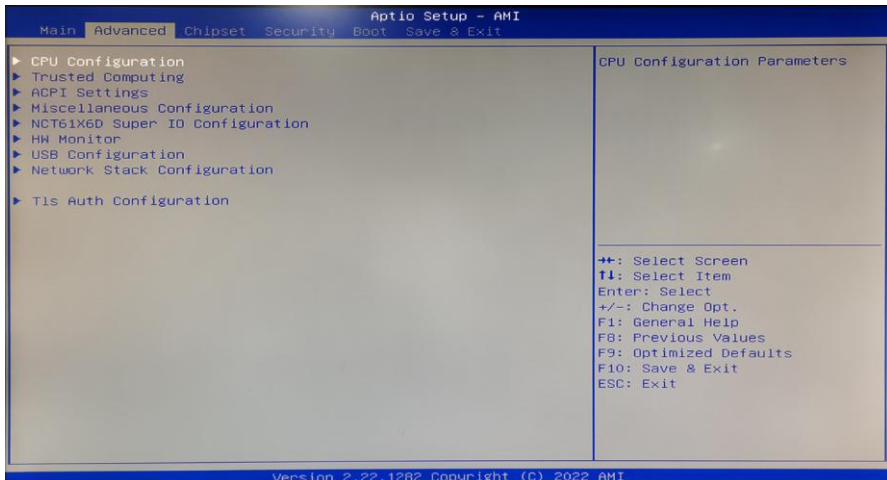 Aptio Setup – AMI
Main Advanced Chipset Security Boot Save & Exit
▶ CPU Configuration
▶ Trusted Computing
▶ ACPI Settings
▶ Miscellaneous Configuration
▶ NCT61X6D Super IO Configuration
▶ HW Monitor
▶ USB Configuration
▶ Network Stack Configuration
▶ Tls Auth Configuration
CPU Configuration Parameters
→←: Select Screen
↑↓: Select Item
Enter: Select
+/-: Change Opt.
F1: General Help
F8: Previous Values
F9: Optimized Defaults
F10: Save & Exit
ESC: Exit
Version 2.22.1282 Copyright (C) 2022 AMI